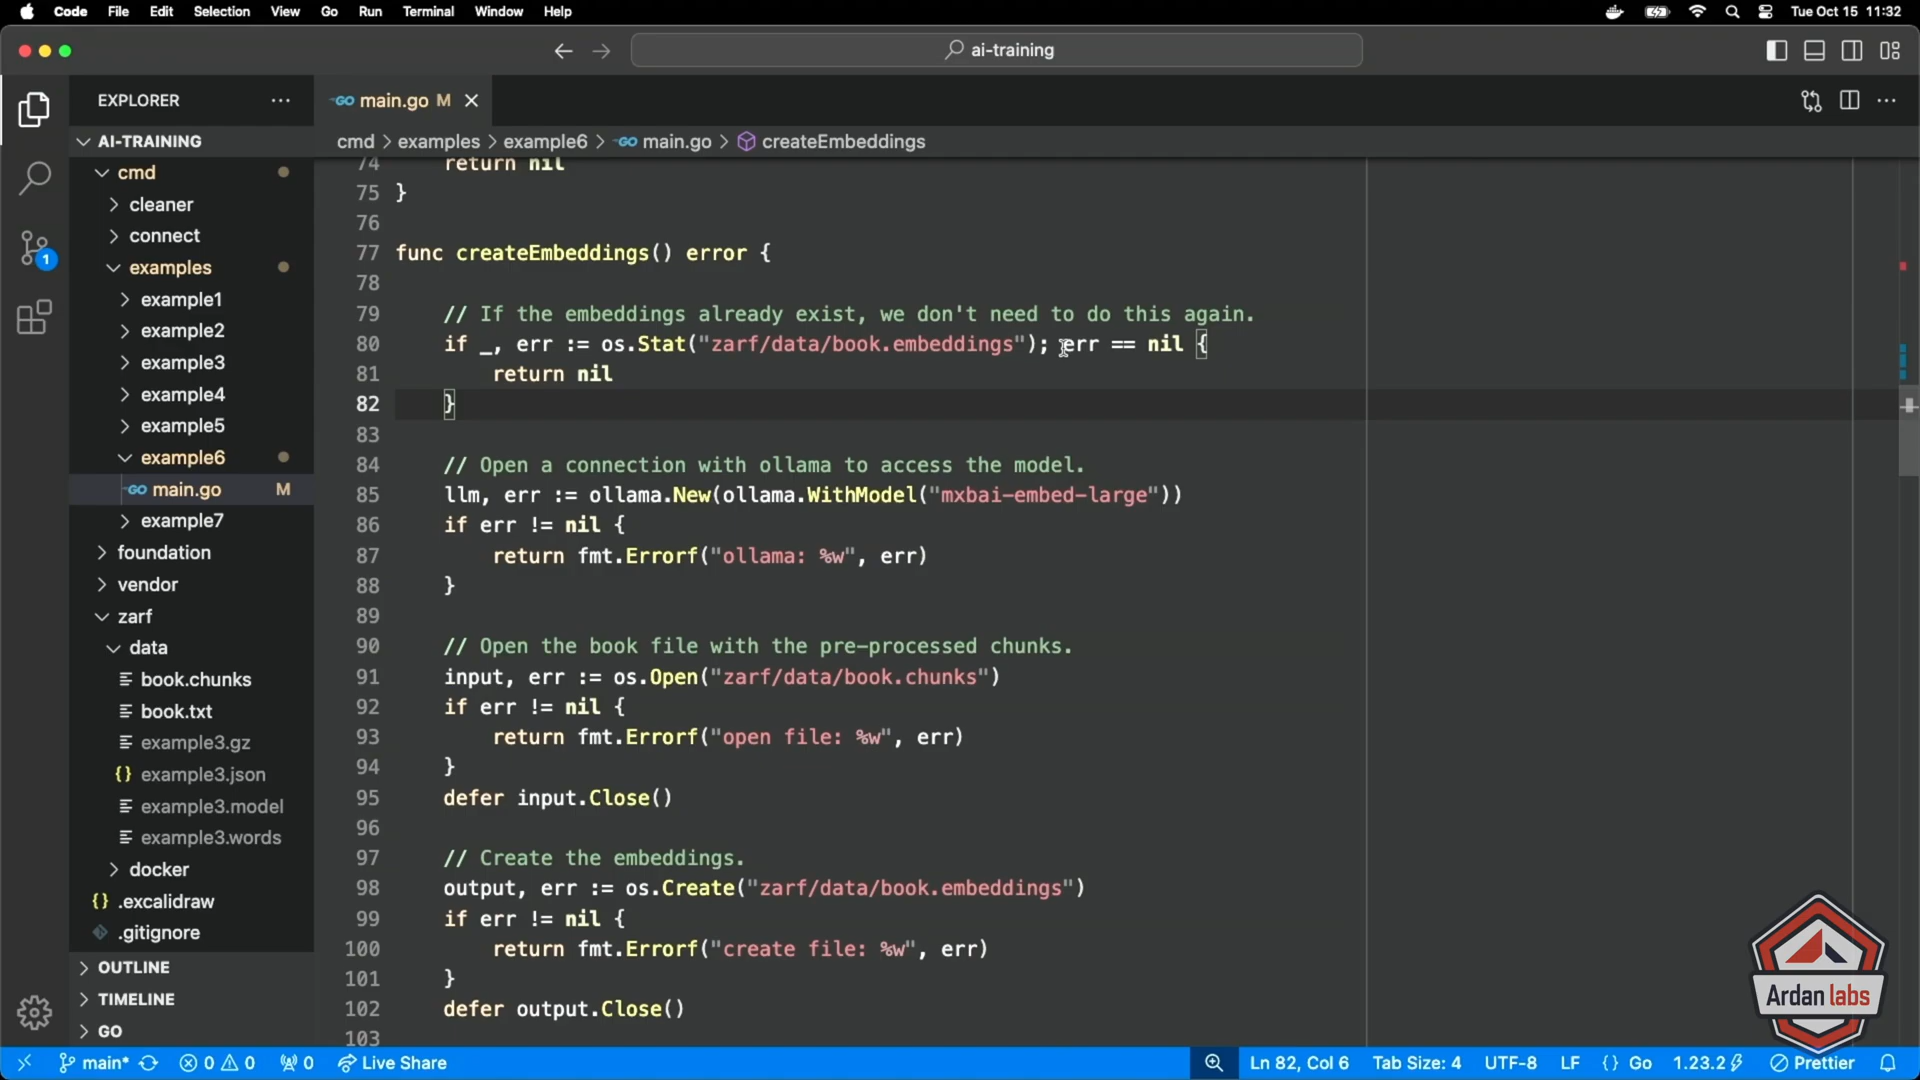 Code File Edit Selection View Go Run Terminal Window Help Tue Oct 15 11:32
ai-training
EXPLORER
main.go M
AI-TRAINING
cmd > examples > example6 > main.go > createEmbeddings
cmd
cleaner
connect
examples
example1
example2
example3
example4
example5
example6
main.go M
example7
foundation
vendor
zarf
data
book.chunks
book.txt
example3.gz
{} example3.json
example3.model
example3.words
docker
{} .excalidraw
.gitignore
OUTLINE
TIMELINE
GO
1
74 return nil
75 }
76
77 func createEmbeddings() error {
78
79 // If the embeddings already exist, we don't need to do this again.
80 if _, err := os.Stat("zarf/data/book.embeddings"); err == nil {
81 return nil
82 }
83
84 // Open a connection with ollama to access the model.
85 llm, err := ollama.New(ollama.WithModel("mxbai-embed-large"))
86 if err != nil {
87 return fmt.Errorf("ollama: %w", err)
88 }
89
90 // Open the book file with the pre-processed chunks.
91 input, err := os.Open("zarf/data/book.chunks")
92 if err != nil {
93 return fmt.Errorf("open file: %w", err)
94 }
95 defer input.Close()
96
97 // Create the embeddings.
98 output, err := os.Create("zarf/data/book.embeddings")
99 if err != nil {
100 return fmt.Errorf("create file: %w", err)
101 }
102 defer output.Close()
103
Ardan labs
main* 0 0 0 Live Share Ln 82, Col 6 Tab Size: 4 UTF-8 LF {} Go 1.23.2 Prettier